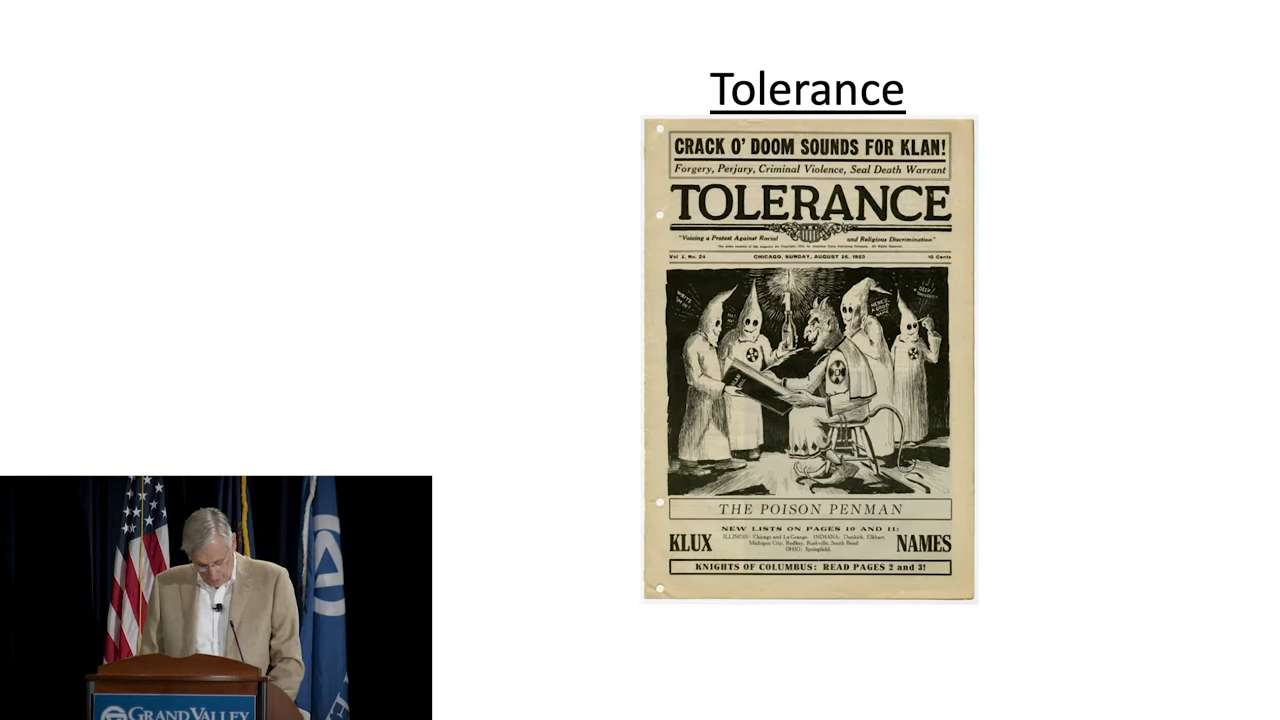 Tolerance
CRACK O' DOOM SOUNDS FOR KLAN!
Forgery, Perjury, Criminal Violence, Seal Death Warrant
TOLERANCE
"Voicing a Protest Against Racial and Religious Discrimination"
Vol 2, No. 24 CHICAGO, SUNDAY, AUGUST 26, 1923 10 Cents
THE POISON PENMAN
NEW LISTS ON PAGES 10 AND 11:
ILLINOIS: Chicago and La Grange. INDIANA: Dunkirk, Elkhart,
Michigan City, Redkey, Rushville, South Bend.
OHIO: Springfield.
KLUX NAMES
KNIGHTS OF COLUMBUS: READ PAGES 2 and 3!
GRAND VALLEY